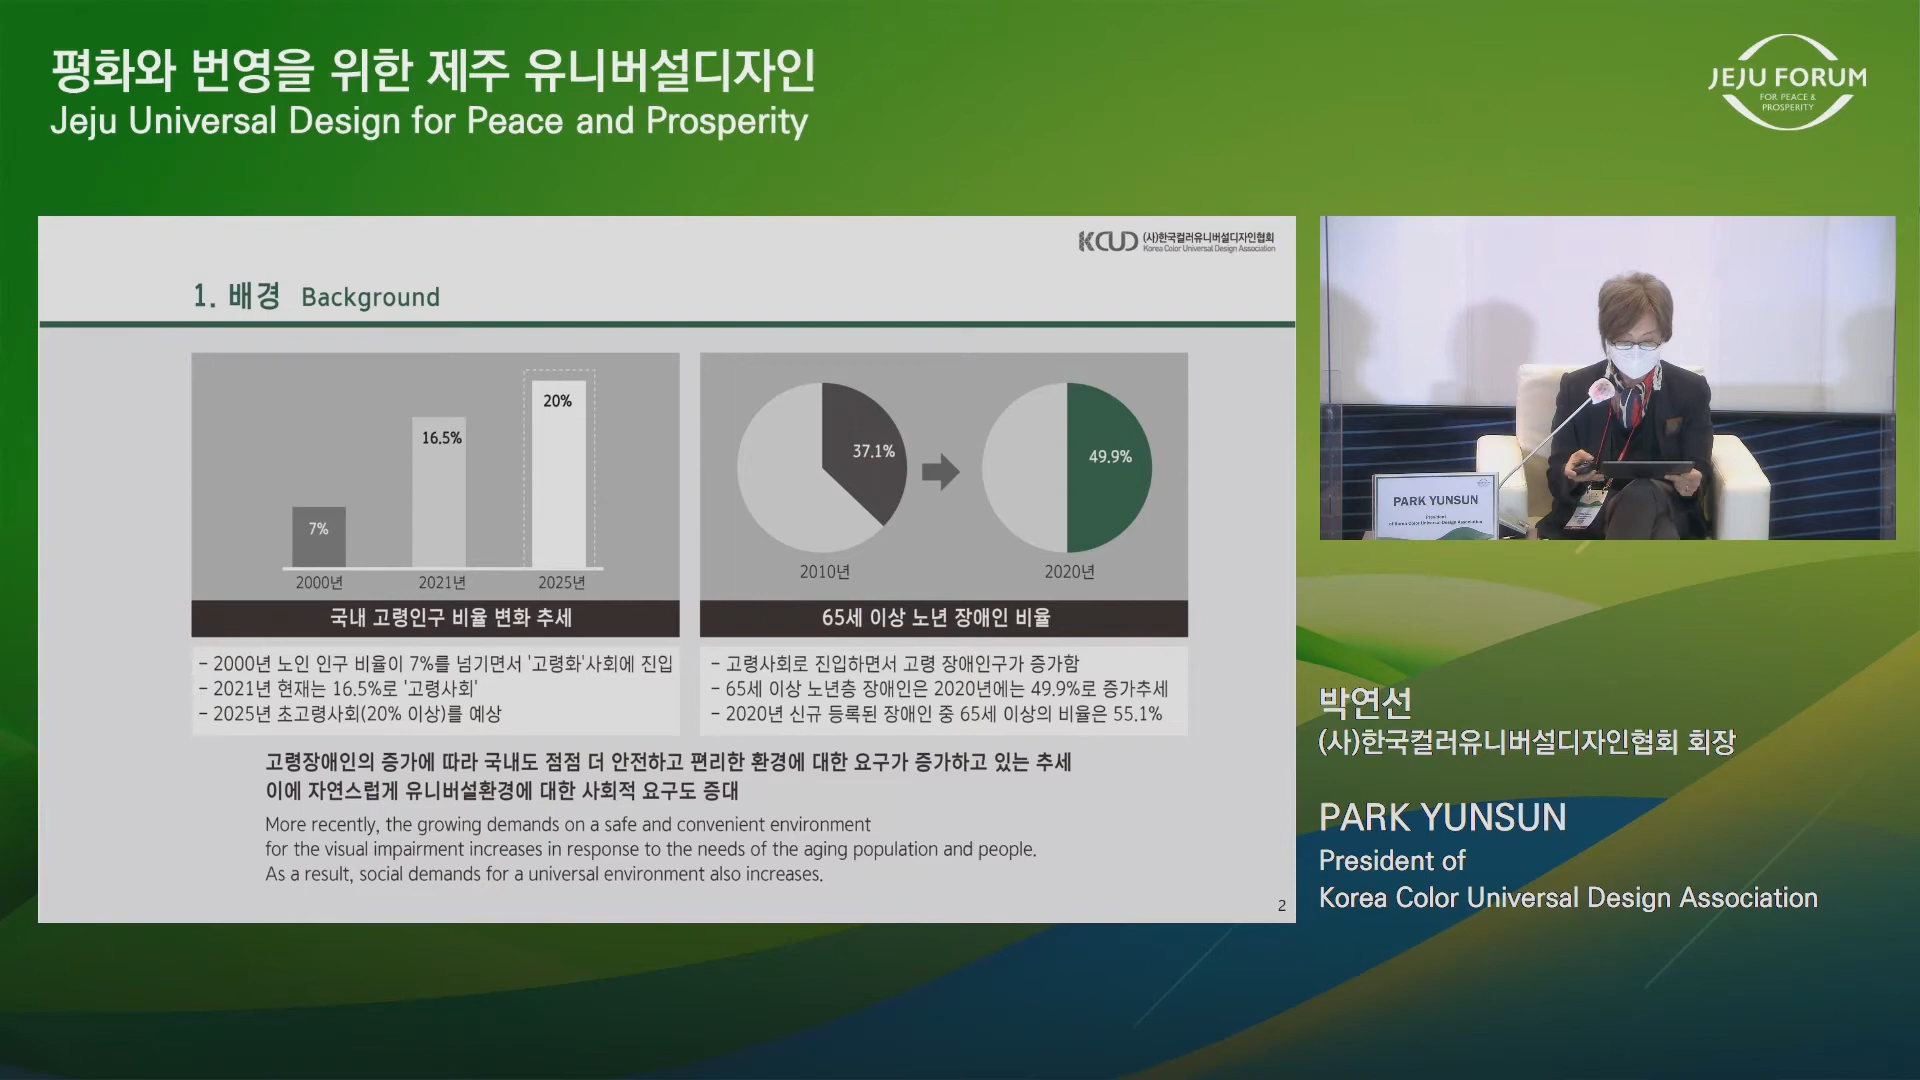 평화와 번영을 위한 제주 유니버설디자인
Jeju Universal Design for Peace and Prosperity
JEJU FORUM
FOR PEACE &
PROSPERITY
KCUD (사)한국컬러유니버설디자인협회
Korea Color Universal Design Association
1. 배경 Background
20%
16.5%
7%
2000년 2021년 2025년
국내 고령인구 비율 변화 추세
37.1%
49.9%
2010년 2020년
65세 이상 노년 장애인 비율
- 2000년 노인 인구 비율이 7%를 넘기면서 '고령화'사회에 진입
- 2021년 현재는 16.5%로 '고령사회'
- 2025년 초고령사회(20% 이상)를 예상
- 고령사회로 진입하면서 고령 장애인구가 증가함
- 65세 이상 노년층 장애인은 2020년에는 49.9%로 증가추세
- 2020년 신규 등록된 장애인 중 65세 이상의 비율은 55.1%
고령장애인의 증가에 따라 국내도 점점 더 안전하고 편리한 환경에 대한 요구가 증가하고 있는 추세
이에 자연스럽게 유니버설환경에 대한 사회적 요구도 증대
More recently, the growing demands on a safe and convenient environment
for the visual impairment increases in response to the needs of the aging population and people.
As a result, social demands for a universal environment also increases.
2
PARK YUNSUN
President
of Korea Color Universal Design Association
박연선
(사)한국컬러유니버설디자인협회 회장
PARK YUNSUN
President of
Korea Color Universal Design Association